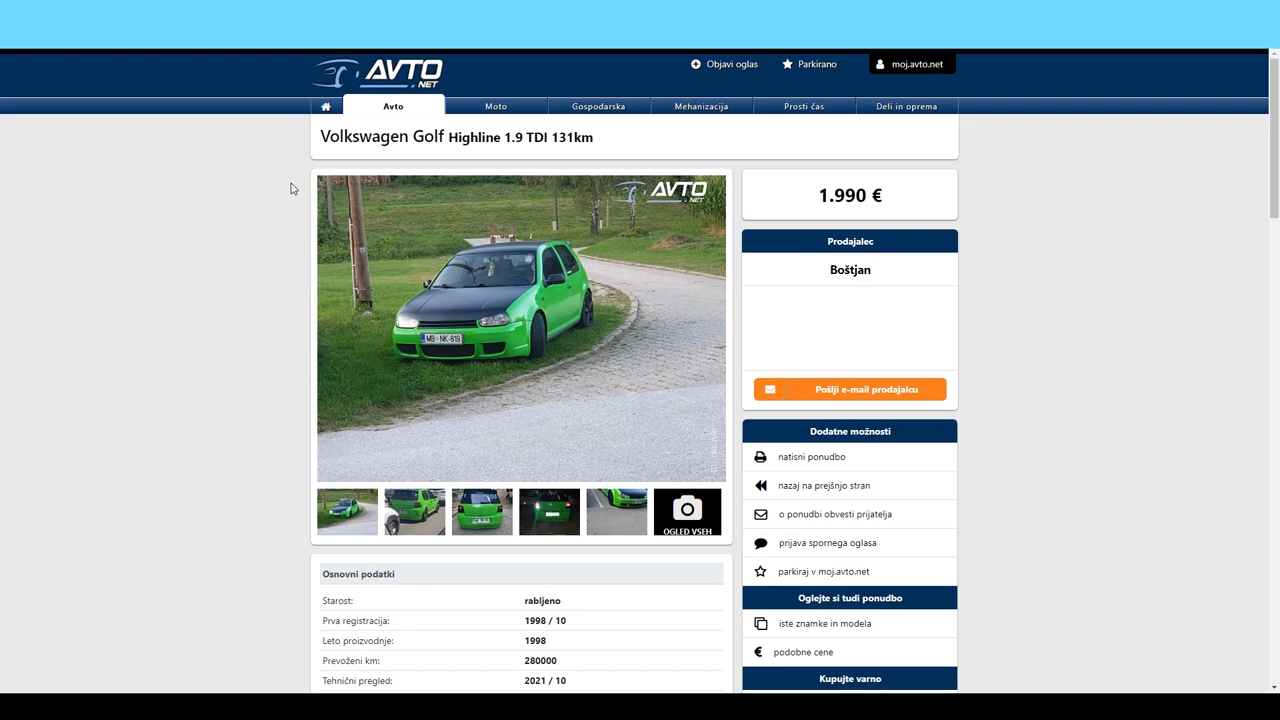 AVTO
.NET
Objavi oglas
Parkirano
moj.avto.net
Avto
Moto
Gospodarska
Mehanizacija
Prosti čas
Deli in oprema
Volkswagen Golf Highline 1.9 TDI 131km
AVTO
.NET
MB NK-819
OGLED VSEH
1.990 €
Prodajalec
Boštjan
Pošlji e-mail prodajalcu
Dodatne možnosti
natisni ponudbo
nazaj na prejšnjo stran
o ponudbi obvesti prijatelja
prijava spornega oglasa
parkiraj v moj.avto.net
Oglejte si tudi ponudbo
iste znamke in modela
podobne cene
Kupujte varno
Osnovni podatki
Starost: rabljeno
Prva registracija: 1998 / 10
Leto proizvodnje: 1998
Prevoženi km: 280000
Tehnični pregled: 2021 / 10